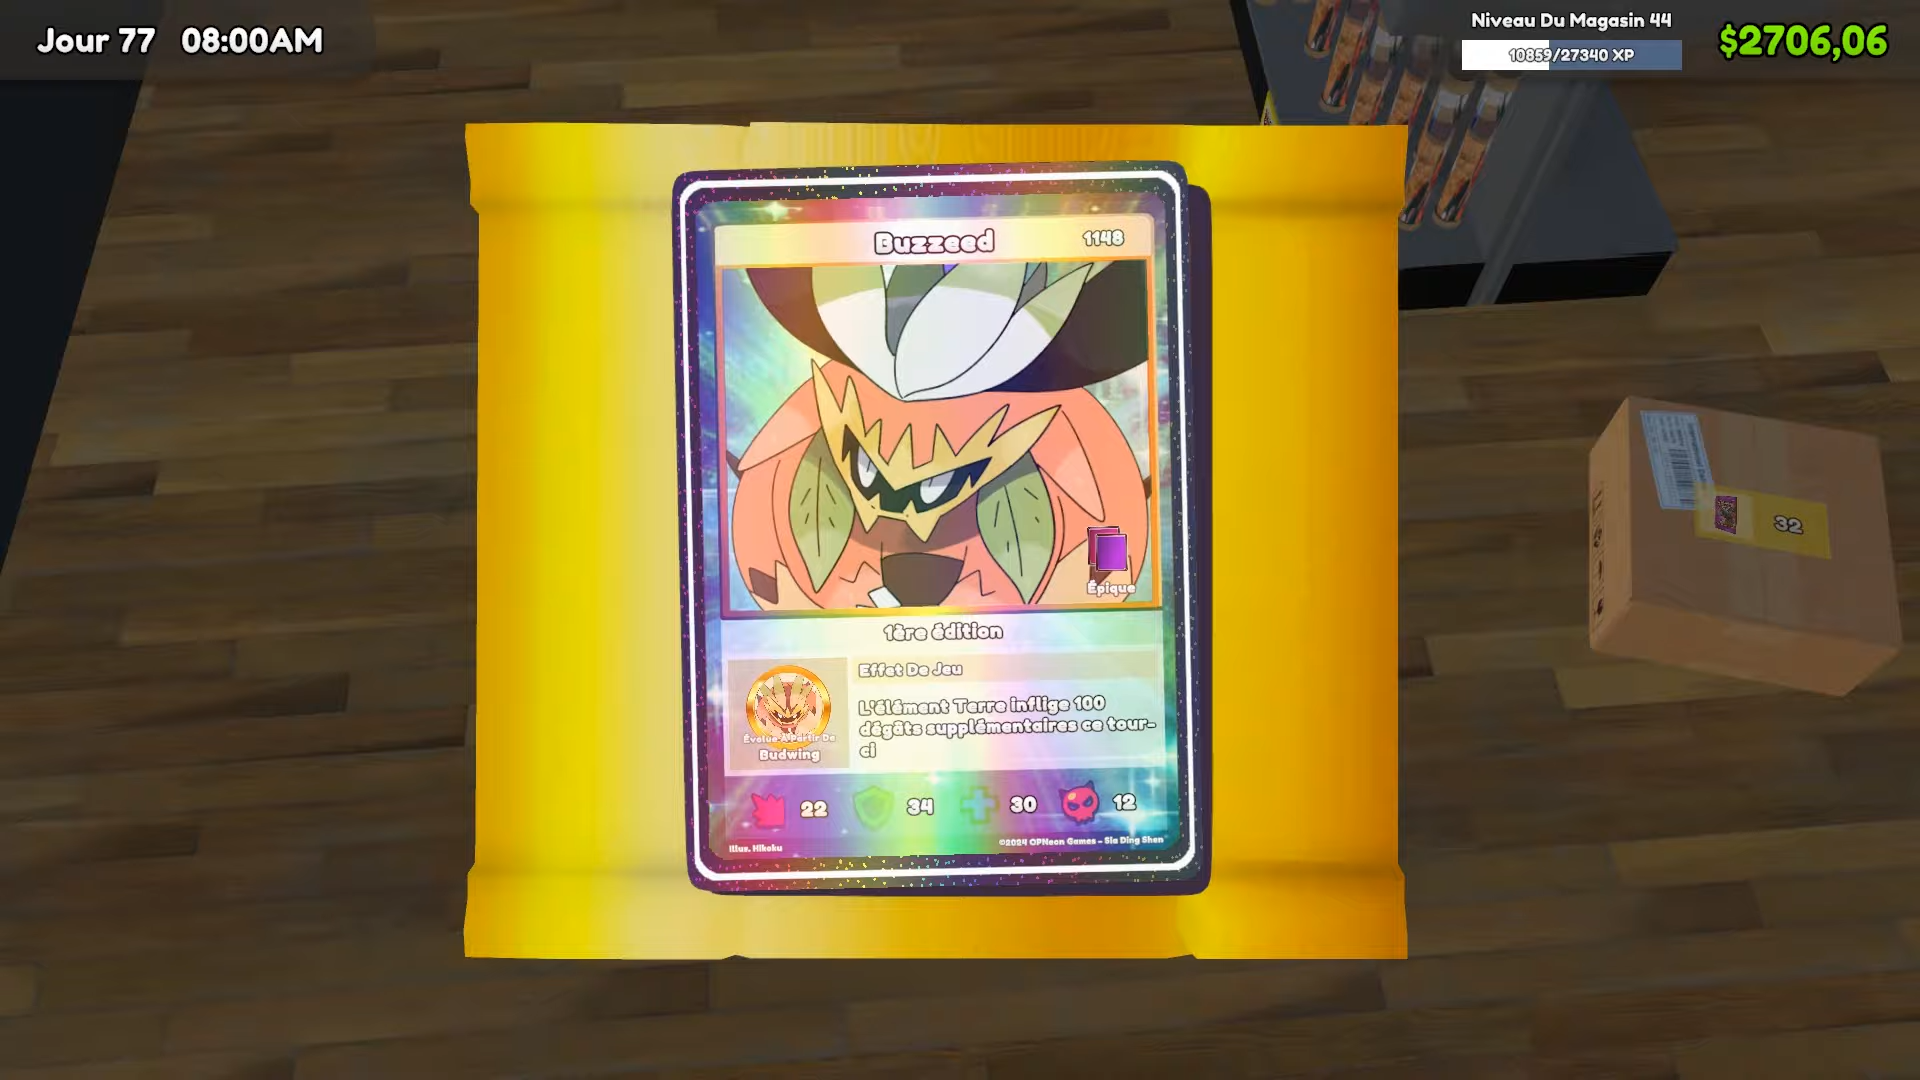 Jour 77 08:00AM
Niveau Du Magasin 44
10859/27340 XP
$2706,06
Buzzeed
1148
Épique
1ère édition
Effet De Jeu
L'élément Terre inflige 100
dégâts supplémentaires ce tour-
ci
Évolue À Partir De
Budwing
22
34
30
12
Illus. Hikoku
©2024 OPNeon Games - Sia Ding Shen
32